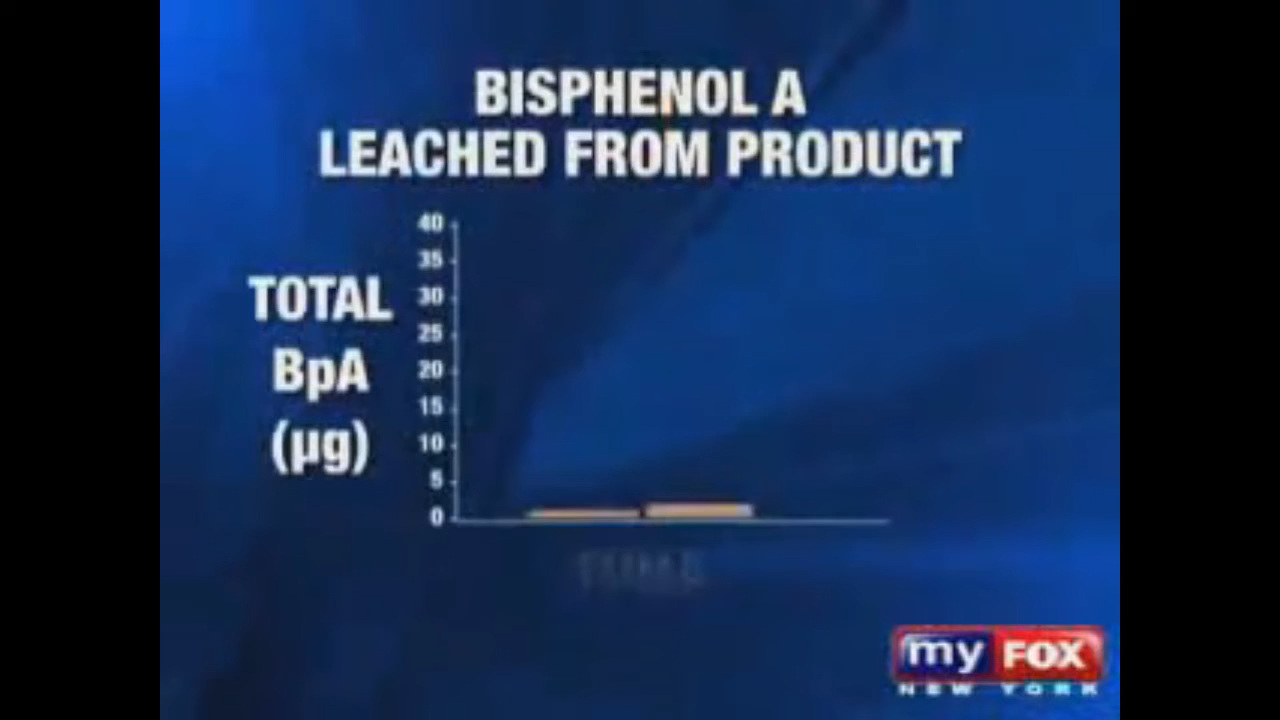 BISPHENOL A
LEACHED FROM PRODUCT
TOTAL
BpA
(µg)
40
35
30
25
20
15
10
5
0
my FOX
NEW YORK